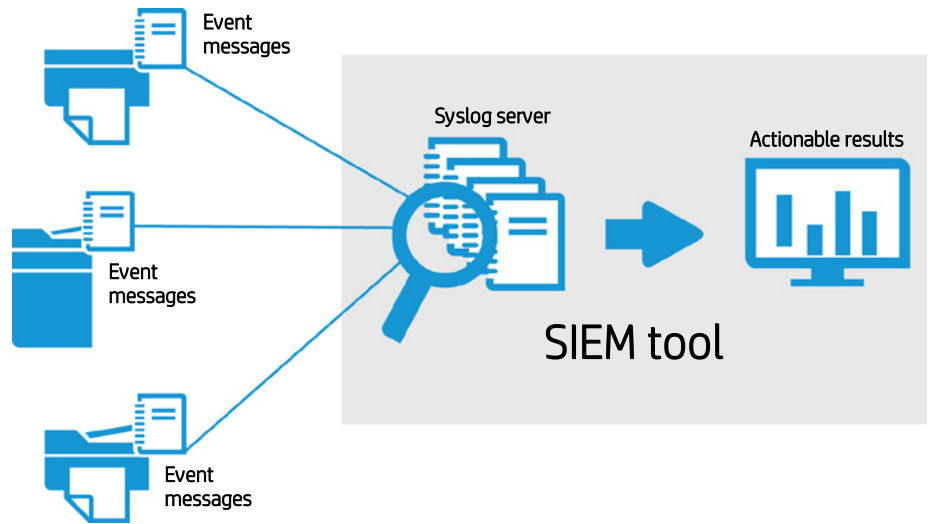 Event
messages
Syslog server
Actionable results
Event
messages
SIEM tool
Event
messages